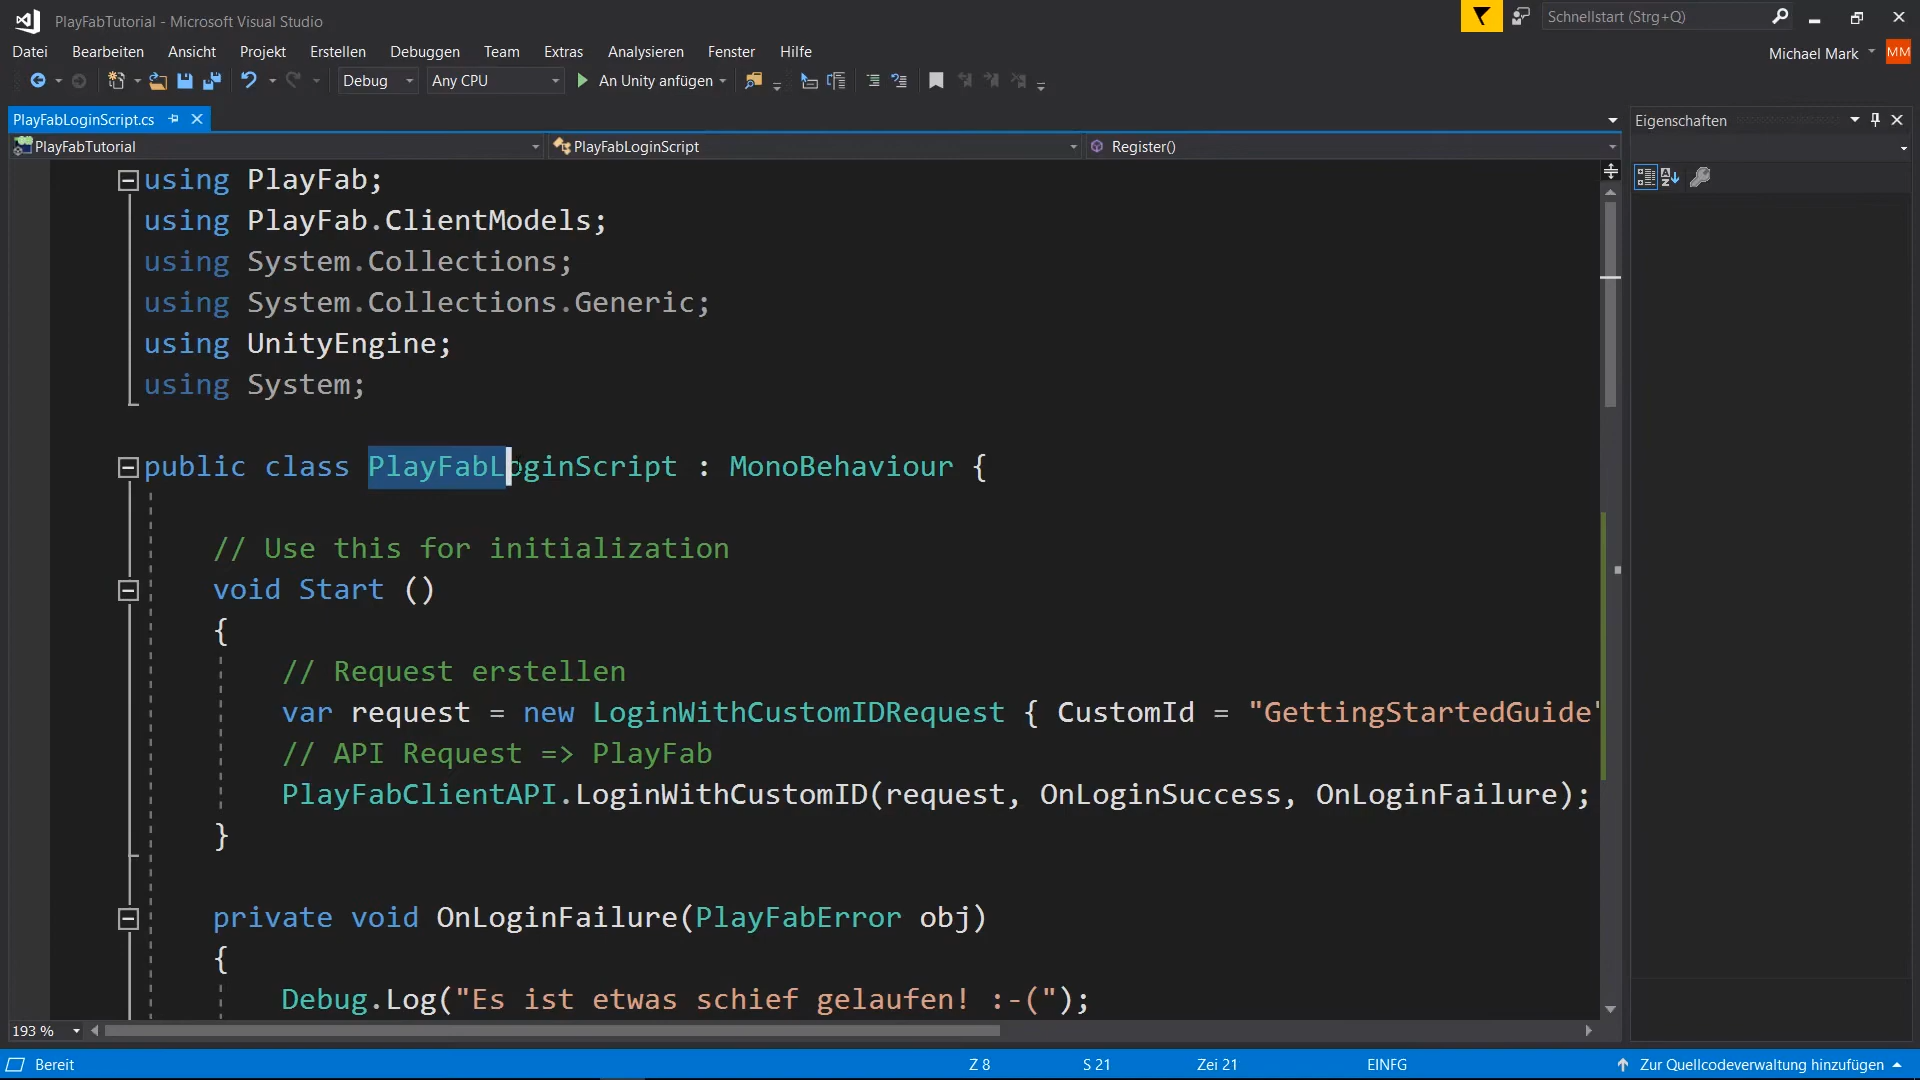 PlayFabTutorial - Microsoft Visual Studio
Schnellstart (Strg+Q)
Datei Bearbeiten Ansicht Projekt Erstellen Debuggen Team Extras Analysieren Fenster Hilfe
Michael Mark MM
Debug Any CPU An Unity anfügen
PlayFabLoginScript.cs
Eigenschaften
PlayFabTutorial PlayFabLoginScript Register()
using PlayFab;
using PlayFab.ClientModels;
using System.Collections;
using System.Collections.Generic;
using UnityEngine;
using System;
public class PlayFabLoginScript : MonoBehaviour {
// Use this for initialization
void Start ()
{
// Request erstellen
var request = new LoginWithCustomIDRequest { CustomId = "GettingStartedGuide"
// API Request => PlayFab
PlayFabClientAPI.LoginWithCustomID(request, OnLoginSuccess, OnLoginFailure);
}
private void OnLoginFailure(PlayFabError obj)
{
Debug.Log("Es ist etwas schief gelaufen! :-(");
193 %
Bereit Z 8 S 21 Zei 21 EINFG Zur Quellcodeverwaltung hinzufügen